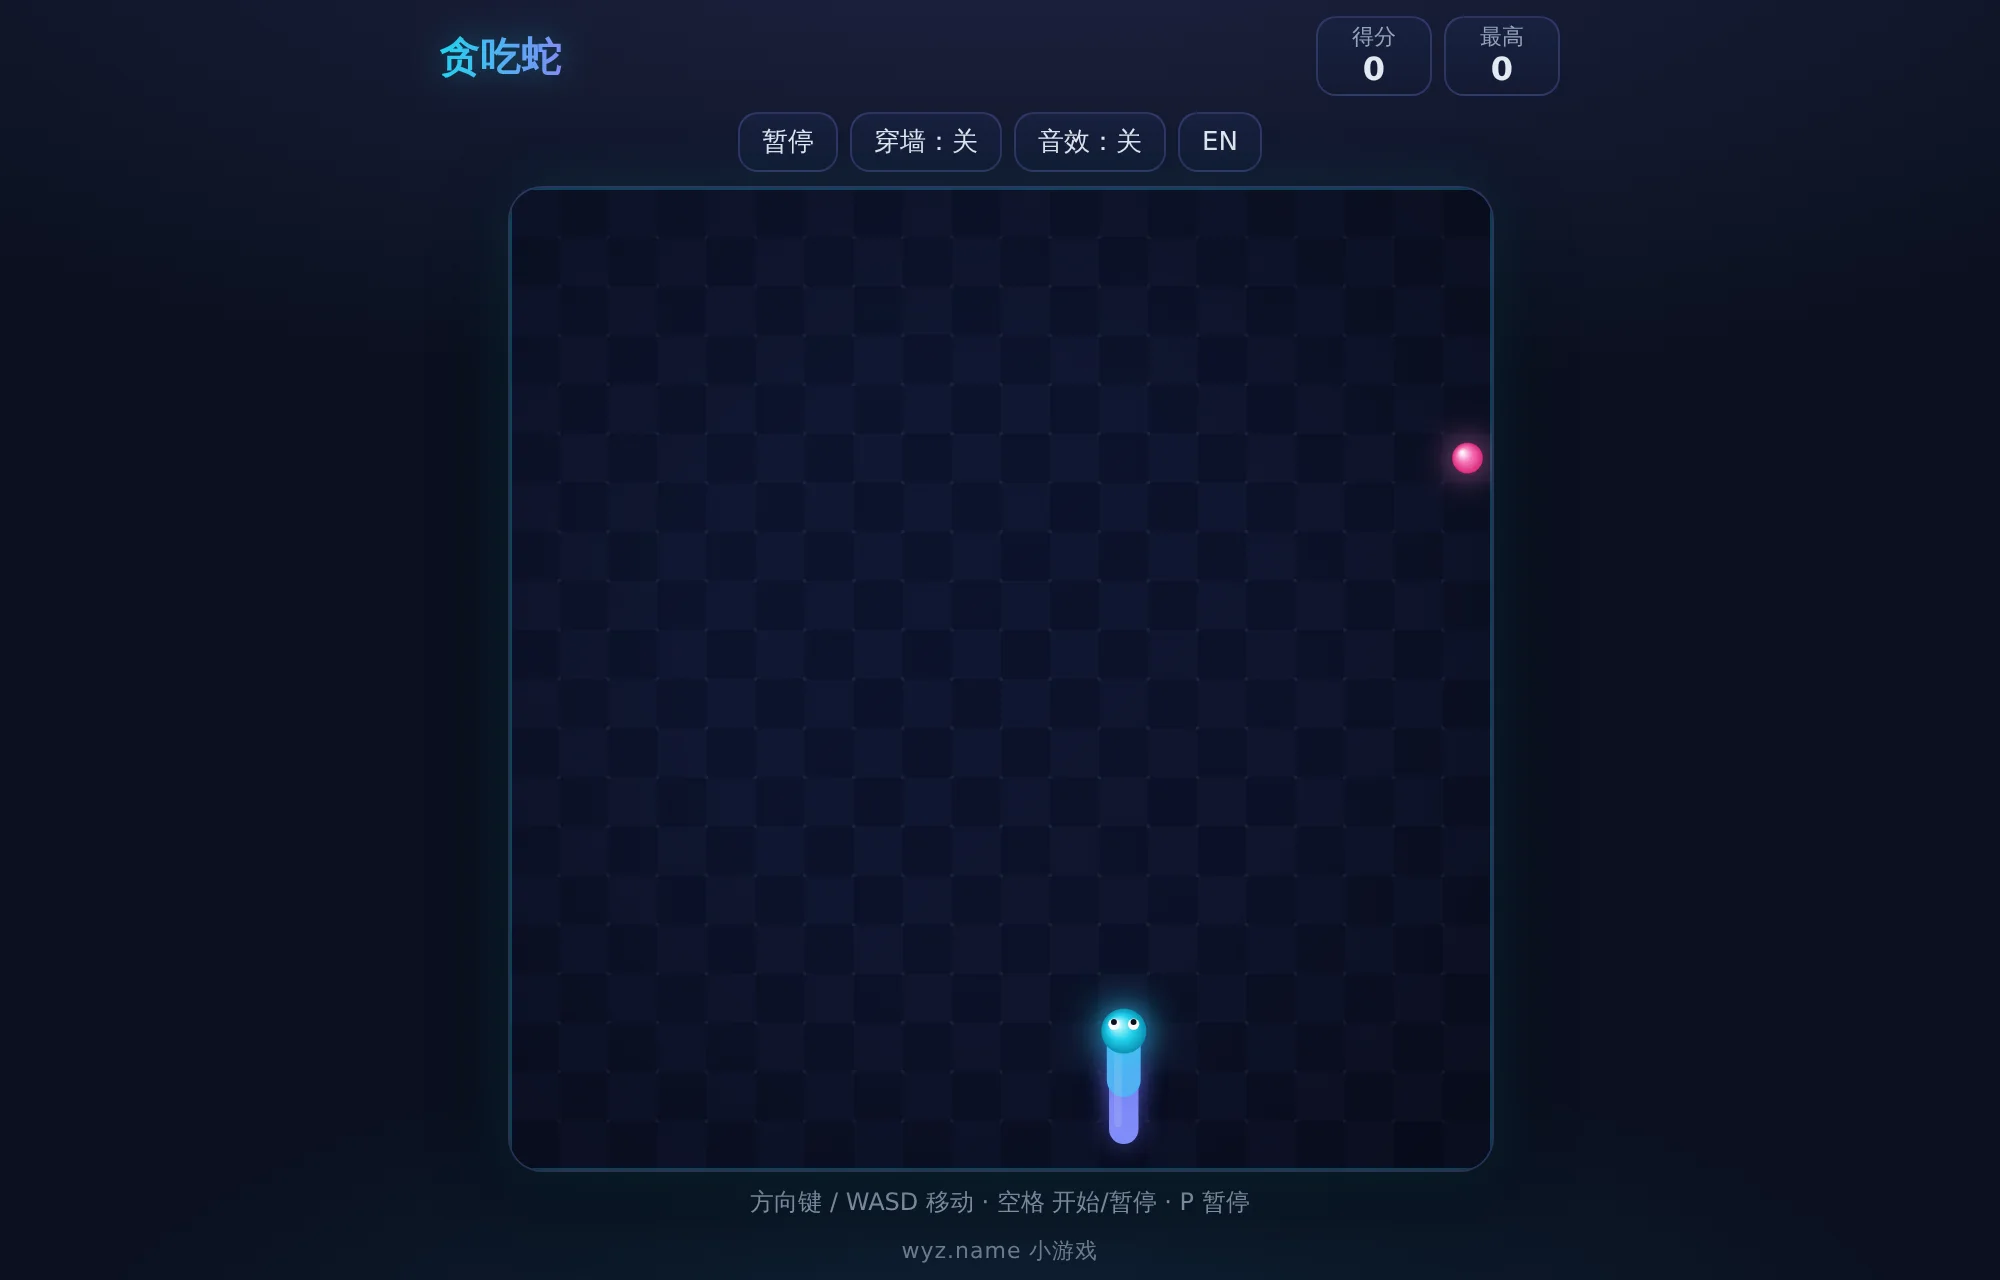 贪吃蛇
得分
0
最高
0
暂停
穿墙：关
音效：关
EN
方向键 / WASD 移动 · 空格 开始/暂停 · P 暂停
wyz.name 小游戏